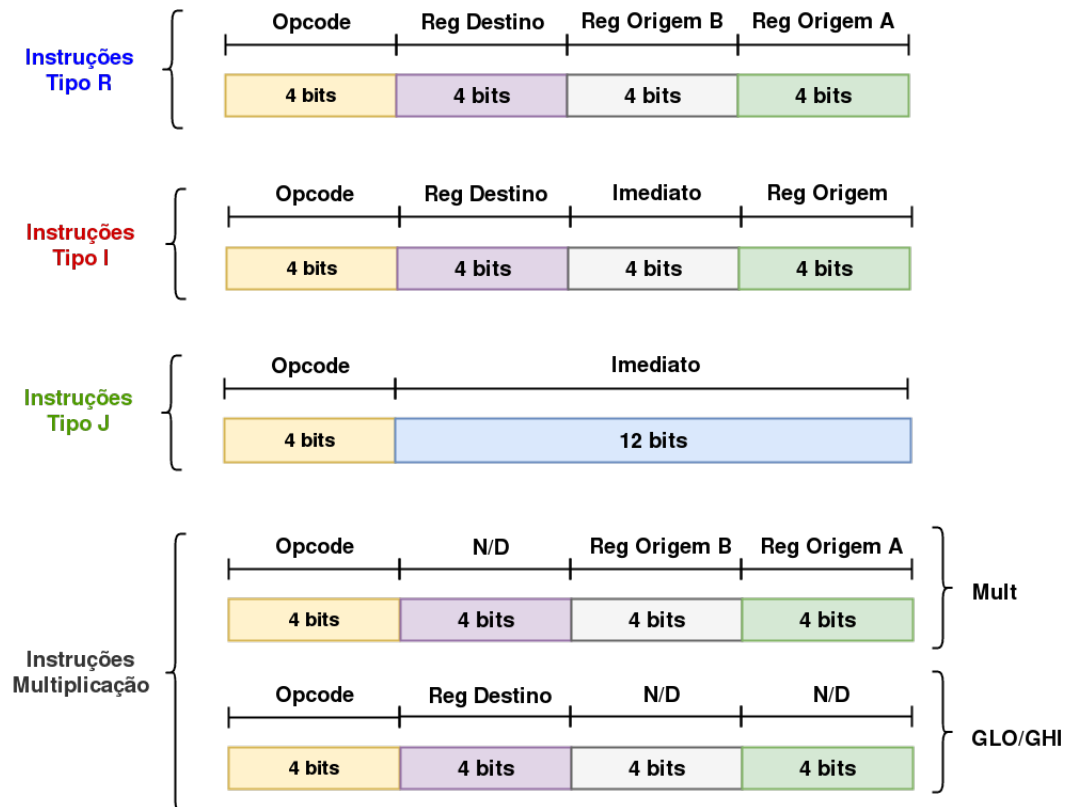 Opcode Reg Destino Reg Origem B Reg Origem A
Instruções
Tipo R
4 bits 4 bits 4 bits 4 bits
Opcode Reg Destino Imediato Reg Origem
Instruções
Tipo I
4 bits 4 bits 4 bits 4 bits
Opcode Imediato
Instruções
Tipo J
4 bits 12 bits
Opcode N/D Reg Origem B Reg Origem A
Mult
4 bits 4 bits 4 bits 4 bits
Instruções
Multiplicação
Opcode Reg Destino N/D N/D
GLO/GHI
4 bits 4 bits 4 bits 4 bits